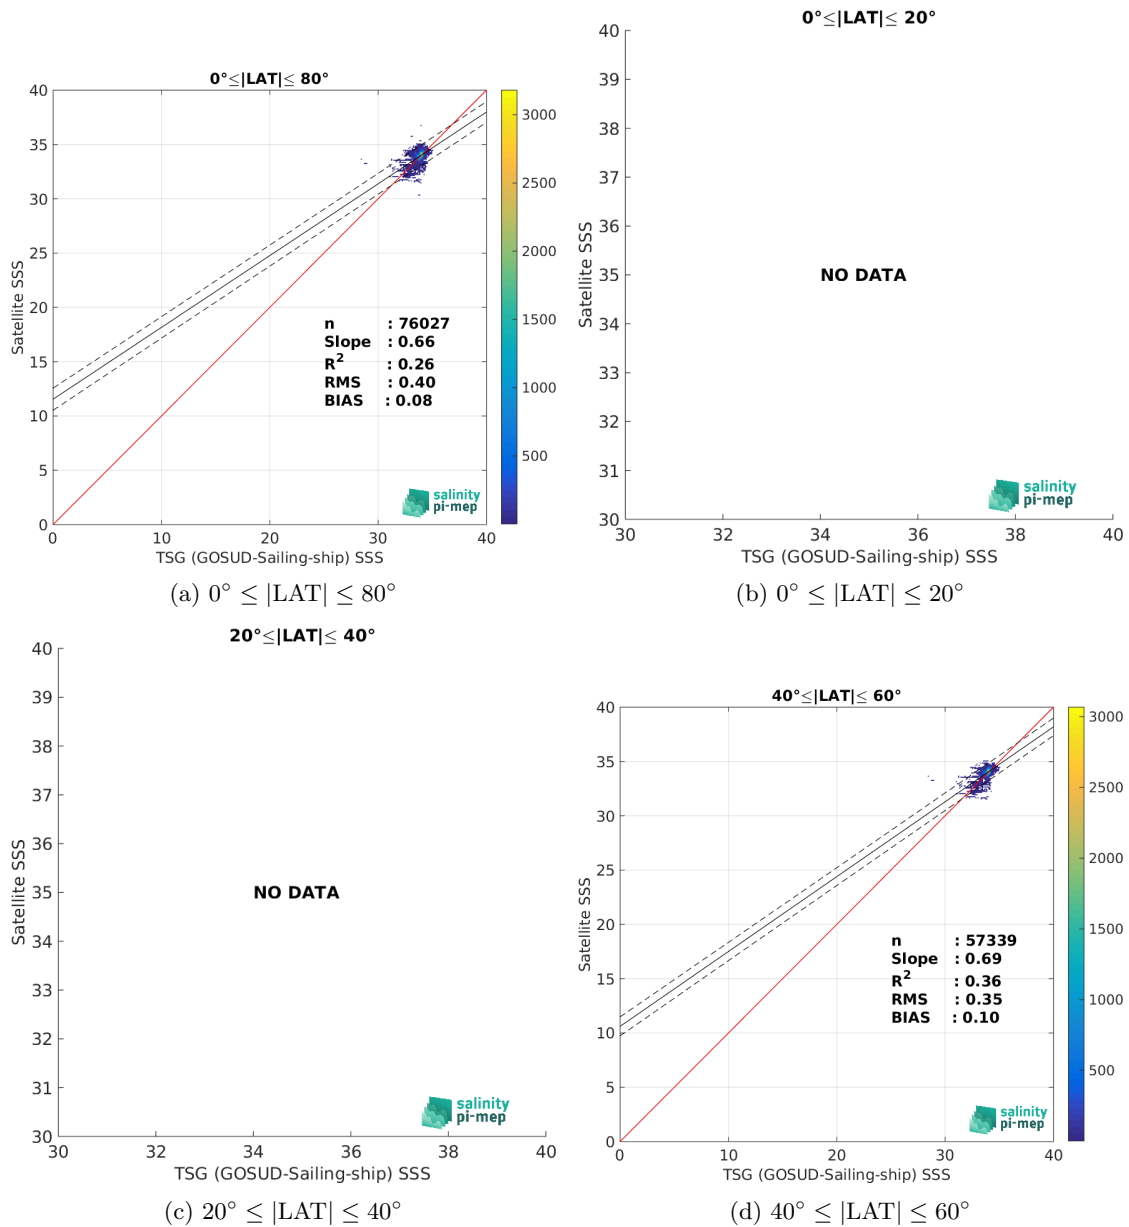 0°≤|LAT|≤ 80°
40
35
30
25
20
15
10
5
0
Satellite SSS
0
10
20
30
40
TSG (GOSUD-Sailing-ship) SSS
3000
2500
2000
1500
1000
500
n : 76027
Slope : 0.66
R2 : 0.26
RMS : 0.40
BIAS : 0.08
salinity
pi-mep
(a) 0° ≤ |LAT| ≤ 80°
0°≤|LAT|≤ 20°
40
39
38
37
36
35
34
33
32
31
30
Satellite SSS
NO DATA
30
32
34
36
38
40
TSG (GOSUD-Sailing-ship) SSS
salinity
pi-mep
(b) 0° ≤ |LAT| ≤ 20°
20°≤|LAT|≤ 40°
40
39
38
37
36
35
34
33
32
31
30
Satellite SSS
NO DATA
30
32
34
36
38
40
TSG (GOSUD-Sailing-ship) SSS
salinity
pi-mep
(c) 20° ≤ |LAT| ≤ 40°
40°≤|LAT|≤ 60°
40
35
30
25
20
15
10
5
0
Satellite SSS
0
10
20
30
40
TSG (GOSUD-Sailing-ship) SSS
3000
2500
2000
1500
1000
500
n : 57339
Slope : 0.69
R2 : 0.36
RMS : 0.35
BIAS : 0.10
salinity
pi-mep
(d) 40° ≤ |LAT| ≤ 60°